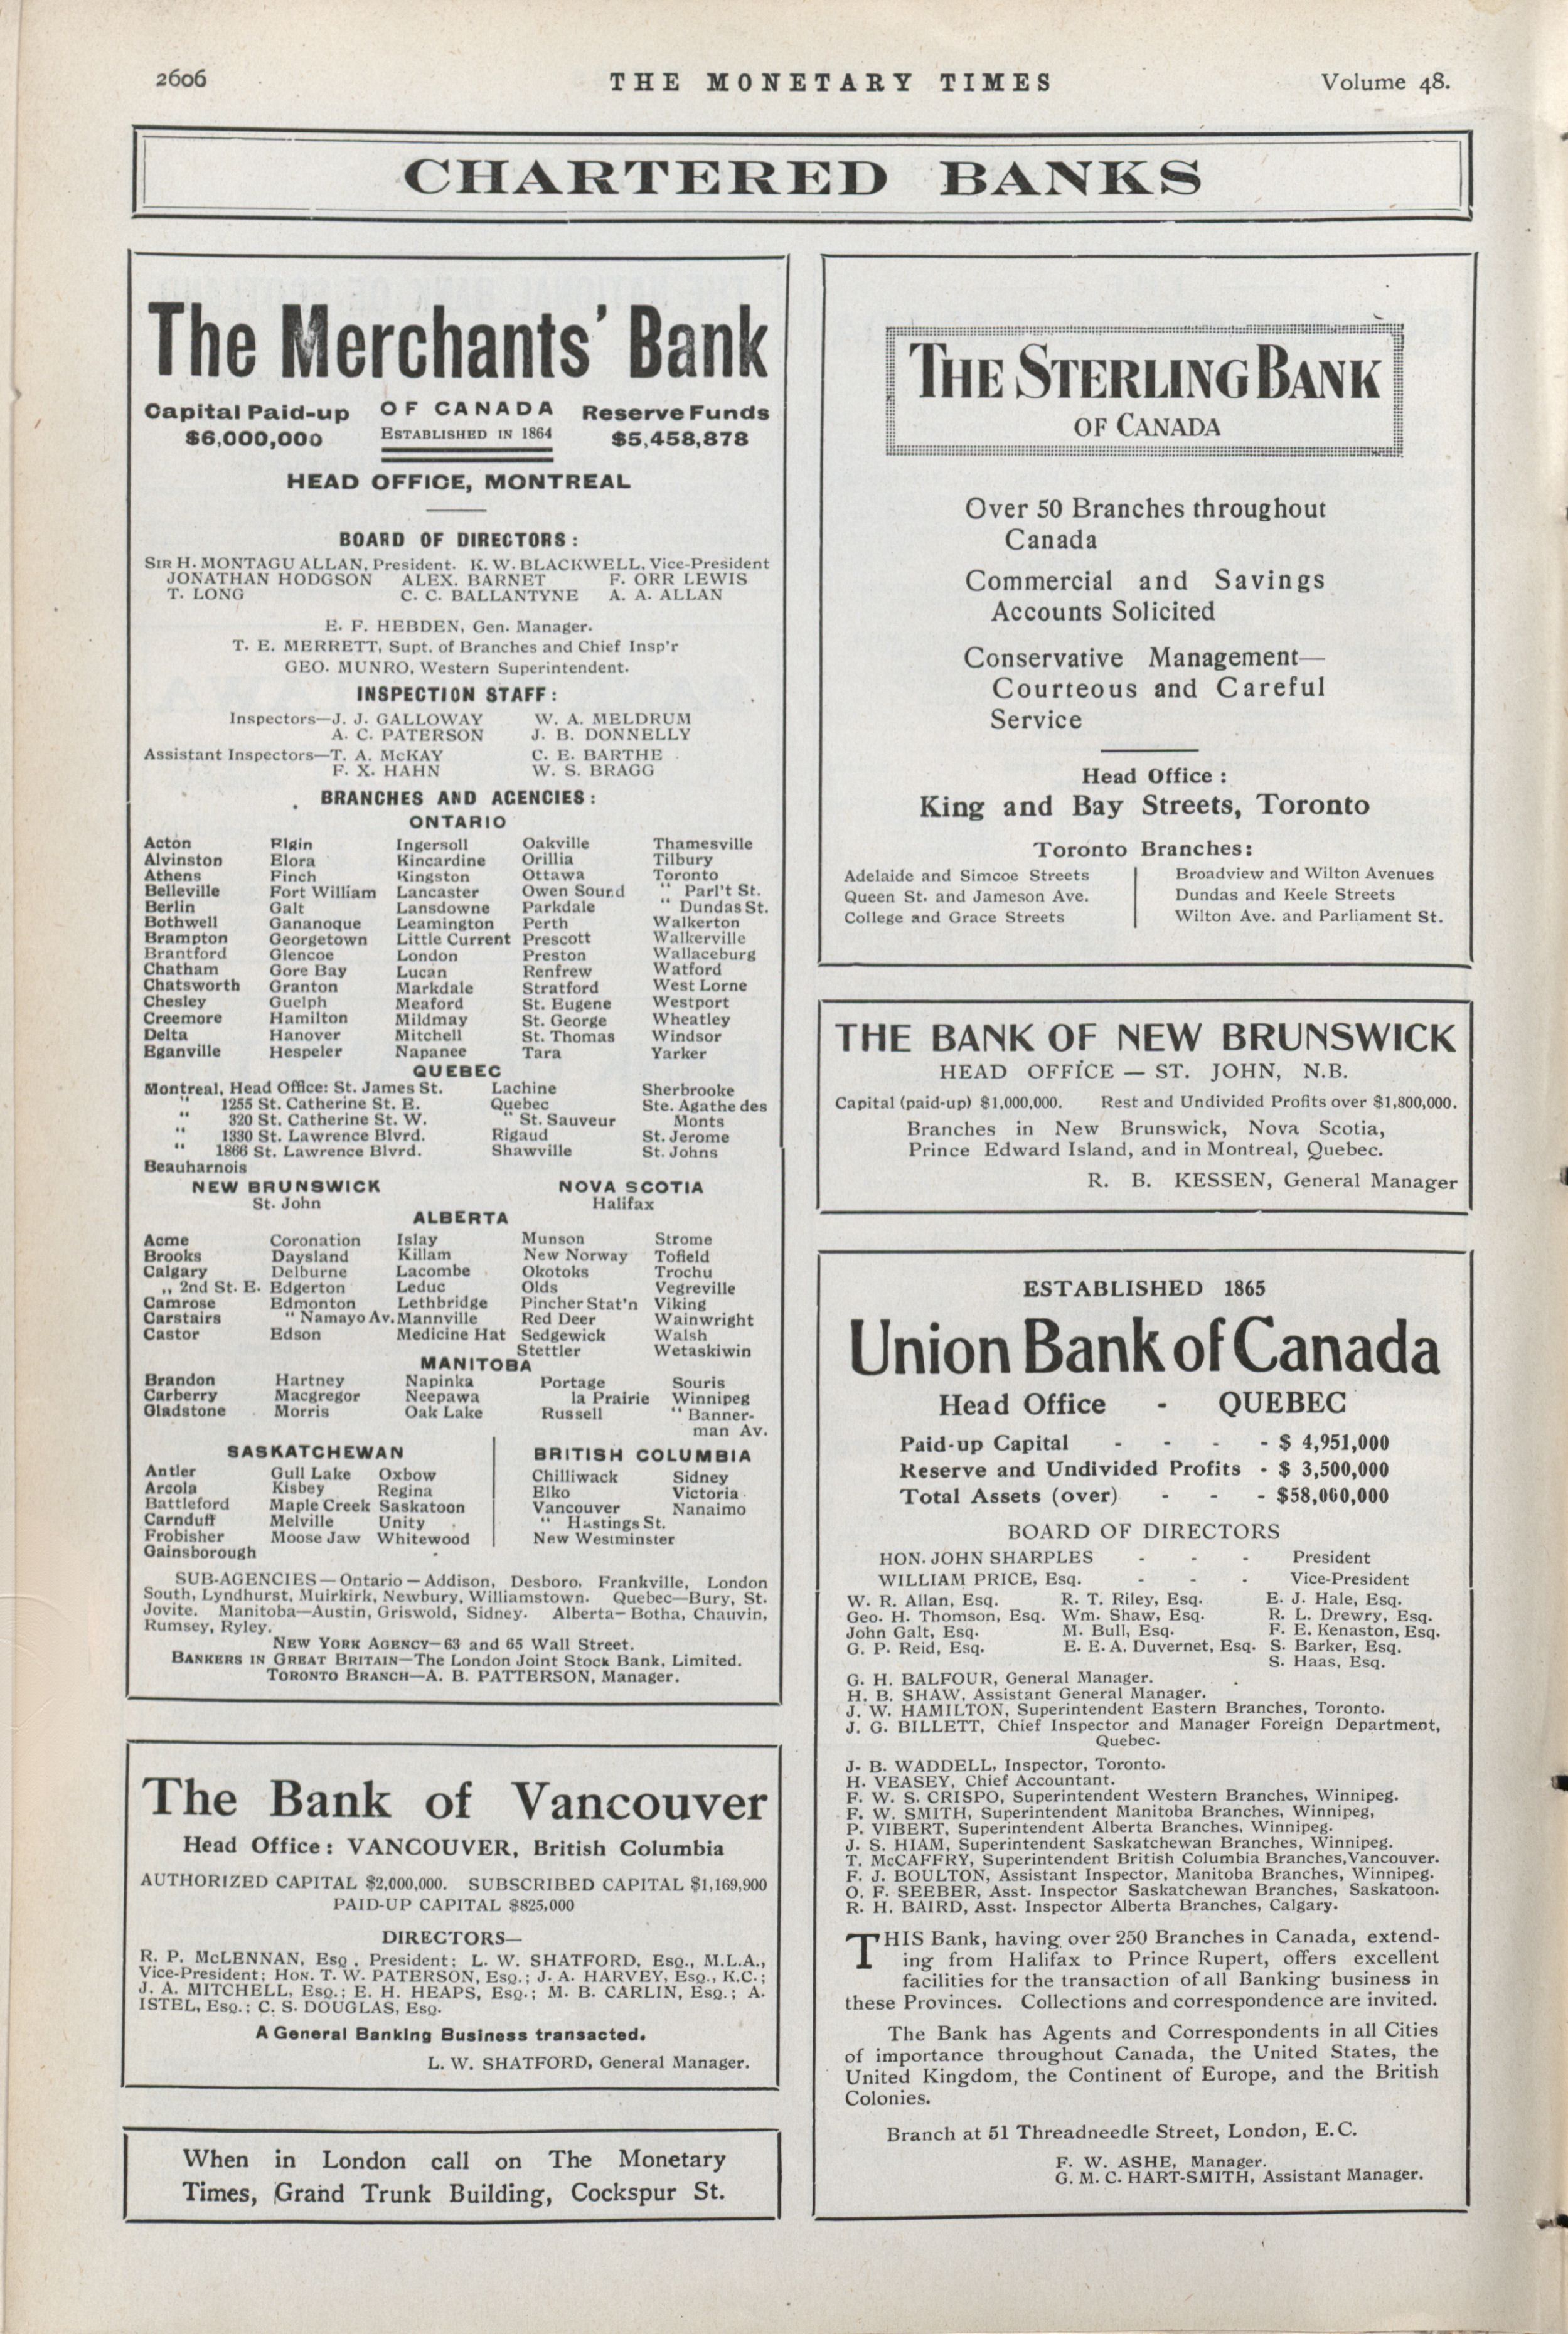 2606
THE MONETARY TIMES
Volume 48.
CHARTERED BANKS
The Merchants' Bank
Capital Paid-up OF CANADA Reserve Funds
$6,000,000 ESTABLISHED IN 1864 $5,458,878
HEAD OFFICE, MONTREAL
BOARD OF DIRECTORS:
SIR H. MONTAGU ALLAN, President. K. W. BLACKWELL, Vice-President
JONATHAN HODGSON ALEX. BARNET F. ORR LEWIS
T. LONG C. C. BALLANTYNE A. A. ALLAN
E. F. HEBDEN, Gen. Manager.
T. E. MERRETT, Supt. of Branches and Chief Insp'r
GEO. MUNRO, Western Superintendent.
INSPECTION STAFF:
Inspectors—J. J. GALLOWAY W. A. MELDRUM
A. C. PATERSON J. B. DONNELLY
Assistant Inspectors—T. A. McKAY C. E. BARTHE
F. X. HAHN W. S. BRAGG
BRANCHES AND AGENCIES:
ONTARIO
Acton Elgin Ingersoll Oakville Thamesville
Alvinston Elora Kincardine Orillia Tilbury
Athens Finch Kingston Ottawa Toronto
Belleville Fort William Lancaster Owen Sound " Parl't St.
Berlin Galt Lansdowne Parkdale " Dundas St.
Bothwell Gananoque Leamington Perth Walkerton
Brampton Georgetown Little Current Prescott Walkerville
Brantford Glencoe London Preston Wallaceburg
Chatham Gore Bay Lucan Renfrew Watford
Chatsworth Granton Markdale Stratford West Lorne
Chesley Guelph Meaford St. Eugene Westport
Creemore Hamilton Mildmay St. George Wheatley
Delta Hanover Mitchell St. Thomas Windsor
Eganville Hespeler Napanee Tara Yarker
QUEBEC
Montreal, Head Office: St. James St. Lachine Sherbrooke
" 1255 St. Catherine St. E. Quebec Ste. Agathe des
" 320 St. Catherine St. W. " St. Sauveur Monts
" 1330 St. Lawrence Blvrd. Rigaud St. Jerome
" 1866 St. Lawrence Blvrd. Shawville St. Johns
Beauharnois
NEW BRUNSWICK NOVA SCOTIA
St. John Halifax
ALBERTA
Acme Coronation Islay Munson Strome
Brooks Daysland Killam New Norway Tofield
Calgary Delburne Lacombe Okotoks Trochu
,, 2nd St. E. Edgerton Leduc Olds Vegreville
Camrose Edmonton Lethbridge Pincher Stat'n Viking
Carstairs " Namayo Av. Mannville Red Deer Wainwright
Castor Edson Medicine Hat Sedgewick Walsh
Stettler Wetaskiwin
MANITOBA
Brandon Hartney Napinka Portage Souris
Carberry Macgregor Neepawa la Prairie Winnipeg
Gladstone Morris Oak Lake Russell " Banner-
man Av.
SASKATCHEWAN
Antler Gull Lake Oxbow
Arcola Kisbey Regina
Battleford Maple Creek Saskatoon
Carnduff Melville Unity
Frobisher Moose Jaw Whitewood
Gainsborough
BRITISH COLUMBIA
Chilliwack Sidney
Elko Victoria
Vancouver Nanaimo
" Hastings St.
New Westminster
SUB-AGENCIES—Ontario—Addison, Desboro, Frankville, London
South, Lyndhurst, Muirkirk, Newbury, Williamstown. Quebec—Bury, St.
Jovite. Manitoba—Austin, Griswold, Sidney. Alberta—Botha, Chauvin,
Rumsey, Ryley.
NEW YORK AGENCY—63 and 65 Wall Street.
BANKERS IN GREAT BRITAIN—The London Joint Stock Bank, Limited.
TORONTO BRANCH—A. B. PATTERSON, Manager.
The Bank of Vancouver
Head Office: VANCOUVER, British Columbia
AUTHORIZED CAPITAL $2,000,000. SUBSCRIBED CAPITAL $1,169,900
PAID-UP CAPITAL $825,000
DIRECTORS—
R. P. McLENNAN, ESQ., President; L. W. SHATFORD, ESQ., M.L.A.,
Vice-President; HON. T. W. PATERSON, ESQ.; J. A. HARVEY, ESQ., K.C.;
J. A. MITCHELL, ESQ.; E. H. HEAPS, ESQ.; M. B. CARLIN, ESQ.; A.
ISTEL, ESQ.; C. S. DOUGLAS, ESQ.
A General Banking Business transacted.
L. W. SHATFORD, General Manager.
When in London call on The Monetary
Times, Grand Trunk Building, Cockspur St.
THE STERLING BANK
OF CANADA
Over 50 Branches throughout
Canada
Commercial and Savings
Accounts Solicited
Conservative Management—
Courteous and Careful
Service
Head Office:
King and Bay Streets, Toronto
Toronto Branches:
Adelaide and Simcoe Streets Broadview and Wilton Avenues
Queen St. and Jameson Ave. Dundas and Keele Streets
College and Grace Streets Wilton Ave. and Parliament St.
THE BANK OF NEW BRUNSWICK
HEAD OFFICE — ST. JOHN, N.B.
Capital (paid-up) $1,000,000. Rest and Undivided Profits over $1,800,000.
Branches in New Brunswick, Nova Scotia,
Prince Edward Island, and in Montreal, Quebec.
R. B. KESSEN, General Manager
ESTABLISHED 1865
Union Bank of Canada
Head Office - QUEBEC
Paid-up Capital - - - - $ 4,951,000
Reserve and Undivided Profits - $ 3,500,000
Total Assets (over) - - - $58,000,000
BOARD OF DIRECTORS
HON. JOHN SHARPLES - - - President
WILLIAM PRICE, Esq. - - - Vice-President
W. R. Allan, Esq. R. T. Riley, Esq. E. J. Hale, Esq.
Geo. H. Thomson, Esq. Wm. Shaw, Esq. R. L. Drewry, Esq.
John Galt, Esq. M. Bull, Esq. F. E. Kenaston, Esq.
G. P. Reid, Esq. E. E. A. Duvernet, Esq. S. Barker, Esq.
S. Haas, Esq.
G. H. BALFOUR, General Manager.
H. B. SHAW, Assistant General Manager.
J. W. HAMILTON, Superintendent Eastern Branches, Toronto.
J. G. BILLETT, Chief Inspector and Manager Foreign Department,
Quebec.
J- B. WADDELL, Inspector, Toronto.
H. VEASEY, Chief Accountant.
F. W. S. CRISPO, Superintendent Western Branches, Winnipeg.
F. W. SMITH, Superintendent Manitoba Branches, Winnipeg,
P. VIBERT, Superintendent Alberta Branches, Winnipeg.
J. S. HIAM, Superintendent Saskatchewan Branches, Winnipeg.
T. McCAFFRY, Superintendent British Columbia Branches, Vancouver.
F. J. BOULTON, Assistant Inspector, Manitoba Branches, Winnipeg.
O. F. SEEBER, Asst. Inspector Saskatchewan Branches, Saskatoon.
R. H. BAIRD, Asst. Inspector Alberta Branches, Calgary.
THIS Bank, having over 250 Branches in Canada, extend-
ing from Halifax to Prince Rupert, offers excellent
facilities for the transaction of all Banking business in
these Provinces. Collections and correspondence are invited.
The Bank has Agents and Correspondents in all Cities
of importance throughout Canada, the United States, the
United Kingdom, the Continent of Europe, and the British
Colonies.
Branch at 51 Threadneedle Street, London, E.C.
F. W. ASHE, Manager.
G. M. C. HART-SMITH, Assistant Manager.